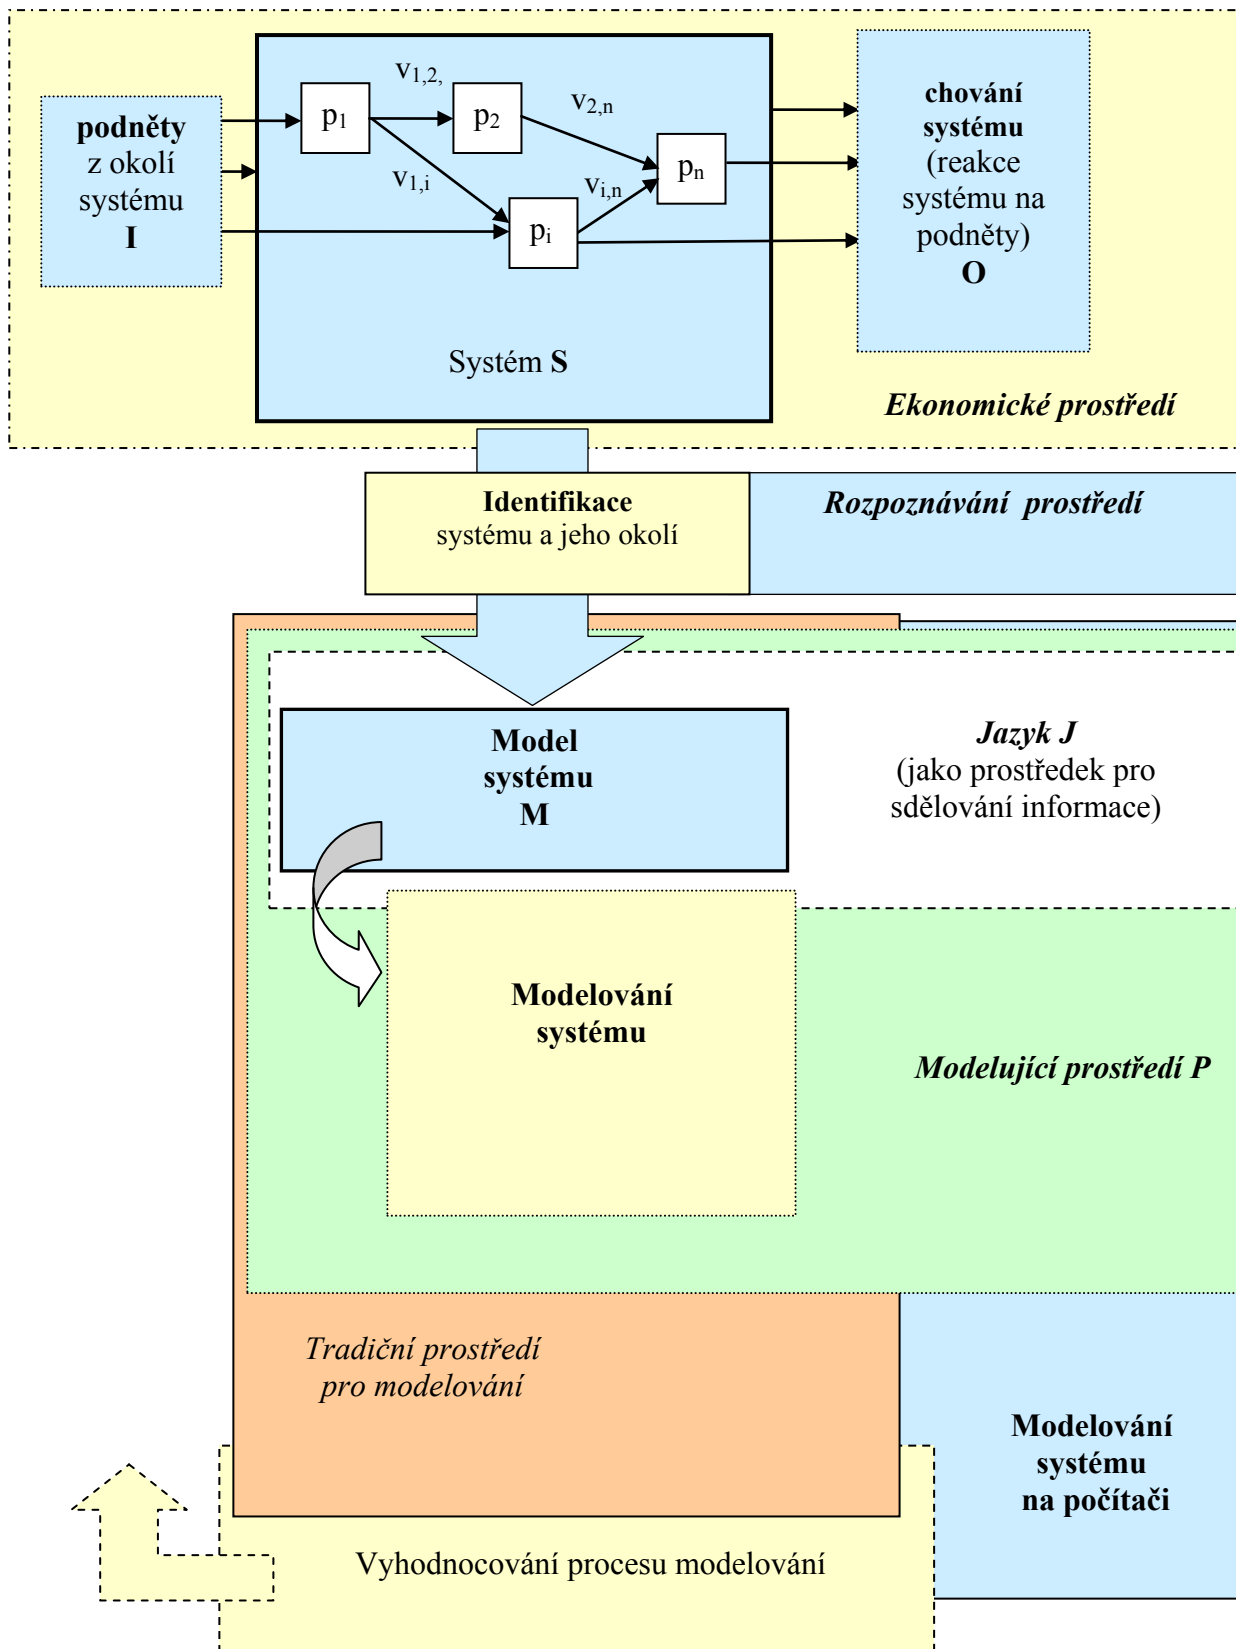 podněty
z okolí
systému
I
p1
v1,2,
p2
v2,n
v1,i
vi,n
pn
pi
Systém S
chování
systému
(reakce
systému na
podněty)
O
Ekonomické prostředí
Identifikace
systému a jeho okolí
Rozpoznávání prostředí
Model
systému
M
Jazyk J
(jako prostředek pro
sdělování informace)
Modelování
systému
Modelující prostředí P
Tradiční prostředí
pro modelování
Modelování
systému
na počítači
Vyhodnocování procesu modelování